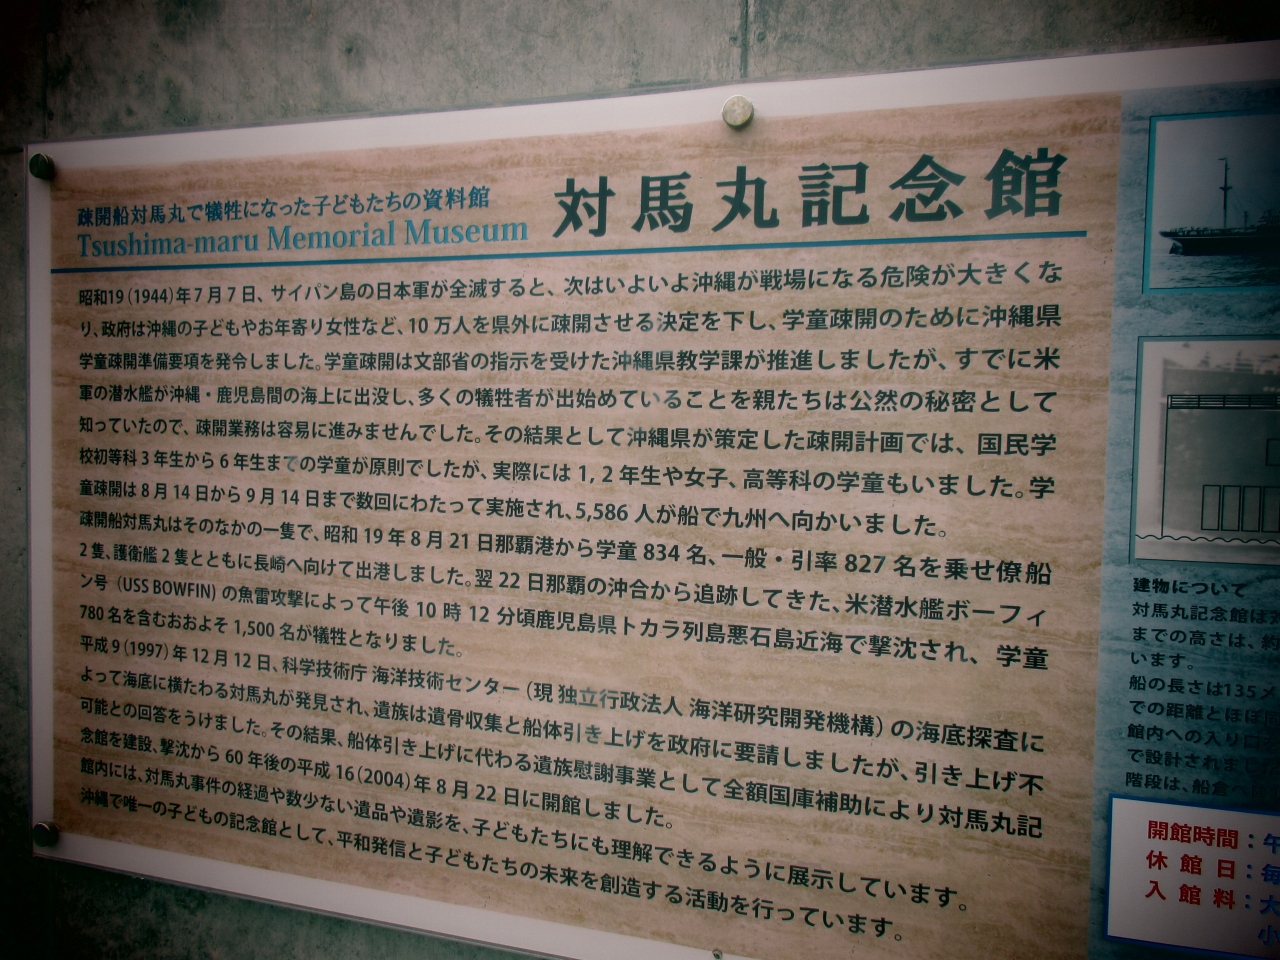 疎開船対馬丸で犠牲になった子どもたちの資料館
Tsushima-maru Memorial Museum
対馬丸記念館
昭和19(1944)年7月7日、サイパン島の日本軍が全滅すると、次はいよいよ沖縄が戦場になる危険が大きくな
り、政府は沖縄の子どもやお年寄り女性など、10万人を県外に疎開させる決定を下し、学童疎開のために沖縄県
学童疎開準備要項を発令しました。学童疎開は文部省の指示を受けた沖縄県教学課が推進しましたが、すでに米
軍の潜水艦が沖縄・鹿児島間の海上に出没し、多くの犠牲者が出始めていることを親たちは公然の秘密として
知っていたので、疎開業務は容易に進みませんでした。その結果として沖縄県が策定した疎開計画では、国民学
校初等科3年生から6年生までの学童が原則でしたが、実際には1,2年生や女子、高等科の学童もいました。学
童疎開は8月14日から9月14日まで数回にわたって実施され、5,586人が船で九州へ向かいました。
疎開船対馬丸はそのなかの一隻で、昭和19年8月21日那覇港から学童834名、一般・引率827名を乗せ僚船
2隻、護衛艦2隻とともに長崎へ向けて出港しました。翌22日那覇の沖合から追跡してきた、米潜水艦ボーフィ
ン号(USS BOWFIN)の魚雷攻撃によって午後10時12分頃鹿児島県トカラ列島悪石島近海で撃沈され、学童
780名を含むおおよそ1,500名が犠牲となりました。
平成9(1997)年12月12日、科学技術庁 海洋技術センター(現 独立行政法人 海洋研究開発機構)の海底探査に
よって海底に横たわる対馬丸が発見され、遺族は遺骨収集と船体引き上げを政府に要請しましたが、引き上げ不
可能との回答をうけました。その結果、船体引き上げに代わる遺族慰謝事業として全額国庫補助により対馬丸記
念館を建設、撃沈から60年後の平成16(2004)年8月22日に開館しました。
館内には、対馬丸事件の経過や数少ない遺品や遺影を、子どもたちにも理解できるように展示しています。
沖縄で唯一の子どもの記念館として、平和発信と子どもたちの未来を創造する活動を行っています。
建物について
対馬丸記念館は
までの高さは、約
います。
船の長さは135メ
での距離とほぼ
館内への入り口
で設計されまし
階段は、船倉へ
開館時間:午
休館日:毎
入館料:大
小